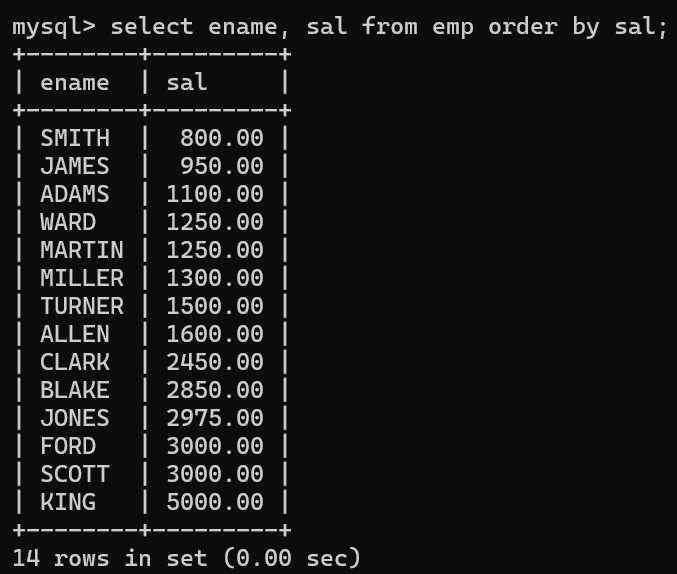 mysql> select ename, sal from emp order by sal;
+--------+---------+
| ename  | sal     |
+--------+---------+
| SMITH  |  800.00 |
| JAMES  |  950.00 |
| ADAMS  | 1100.00 |
| WARD   | 1250.00 |
| MARTIN | 1250.00 |
| MILLER | 1300.00 |
| TURNER | 1500.00 |
| ALLEN  | 1600.00 |
| CLARK  | 2450.00 |
| BLAKE  | 2850.00 |
| JONES  | 2975.00 |
| FORD   | 3000.00 |
| SCOTT  | 3000.00 |
| KING   | 5000.00 |
+--------+---------+
14 rows in set (0.00 sec)